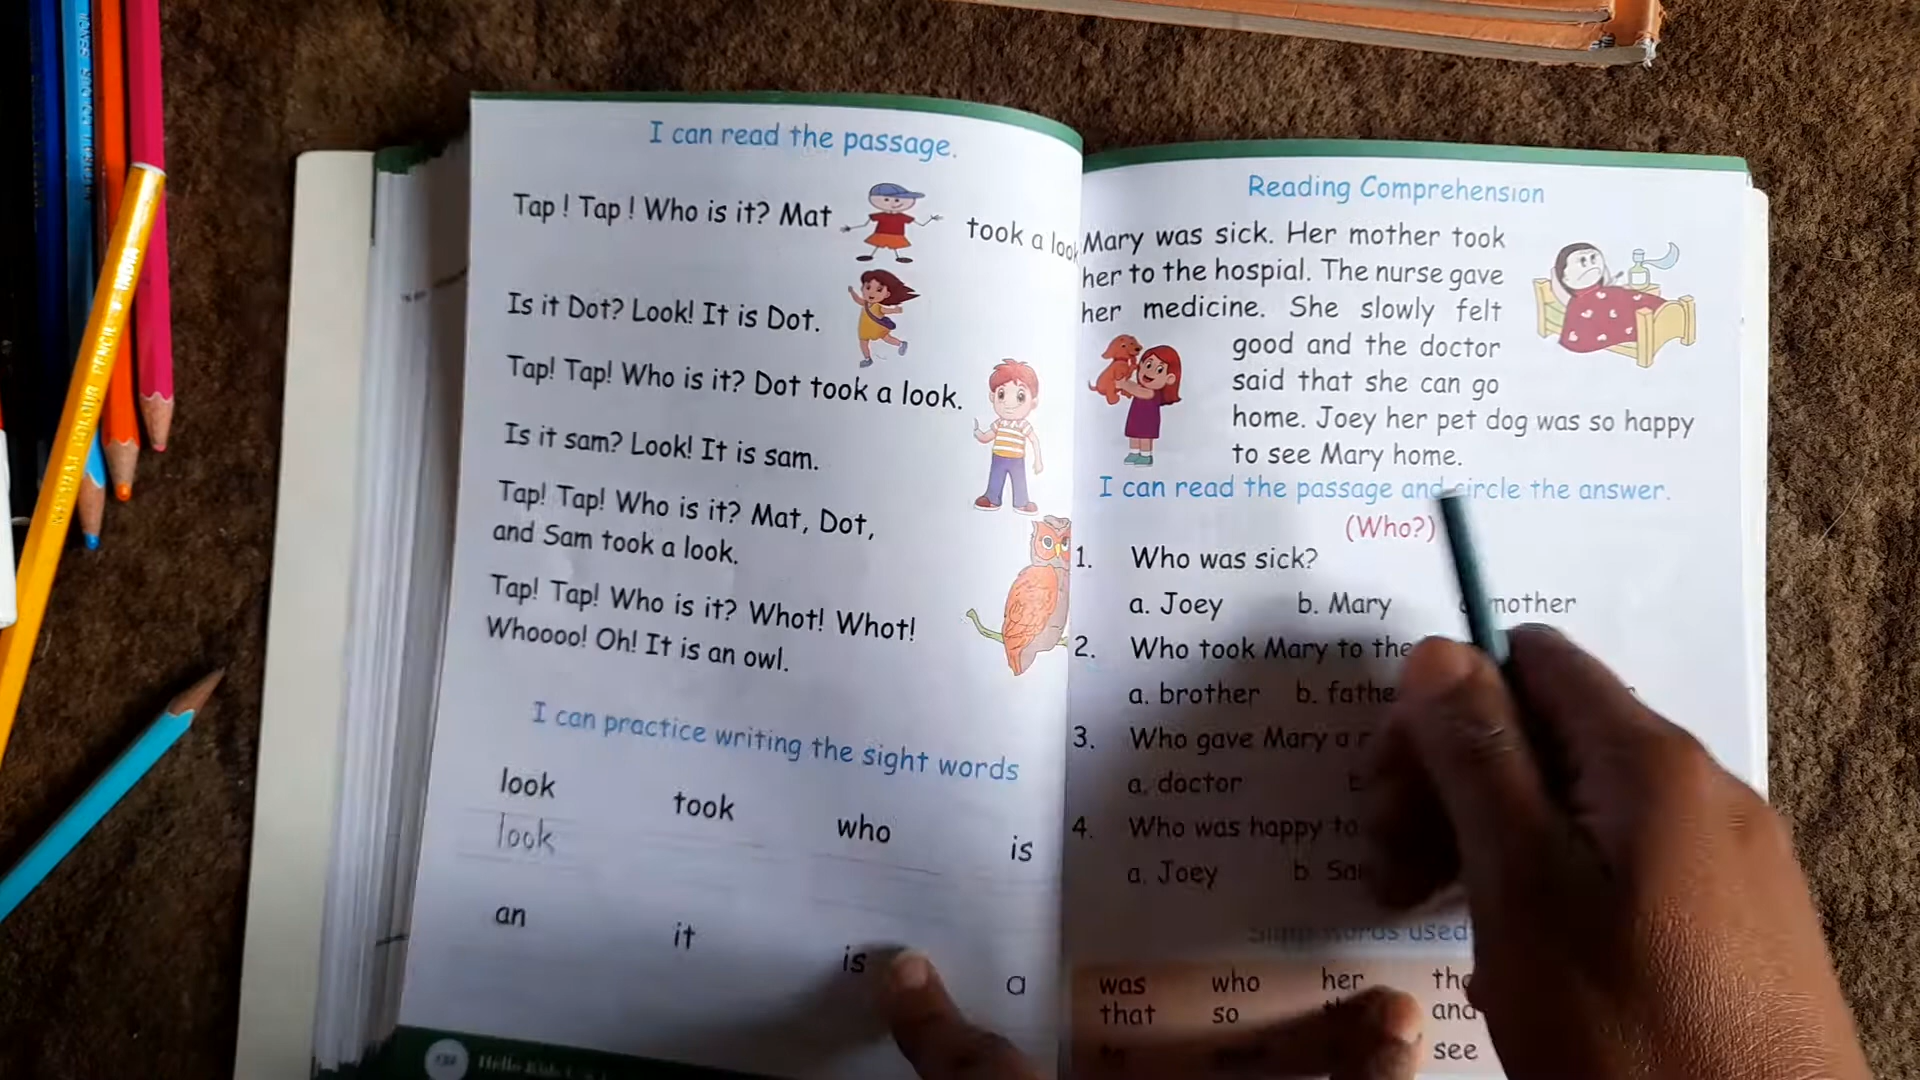 I can read the passage.
Tap ! Tap ! Who is it? Mat took a look
Is it Dot? Look! It is Dot.
Tap! Tap! Who is it? Dot took a look.
Is it sam? Look! It is sam.
Tap! Tap! Who is it? Mat, Dot,
and Sam took a look.
Tap! Tap! Who is it? Whot! Whot!
Whoooo! Oh! It is an owl.
I can practice writing the sight words
look took who is
look
an it is a
Hello Kids
Reading Comprehension
Mary was sick. Her mother took
her to the hospial. The nurse gave
her medicine. She slowly felt
good and the doctor
said that she can go
home. Joey her pet dog was so happy
to see Mary home.
I can read the passage and circle the answer.
(Who?)
1. Who was sick?
a. Joey b. Mary mother
2. Who took Mary to the
a. brother b.
3. Who gave Mary a
a. doctor
4. Who was happy to
a. Joey b.
used
was who her
that so and
see
NATARAJ COLOUR PENCIL INDIA